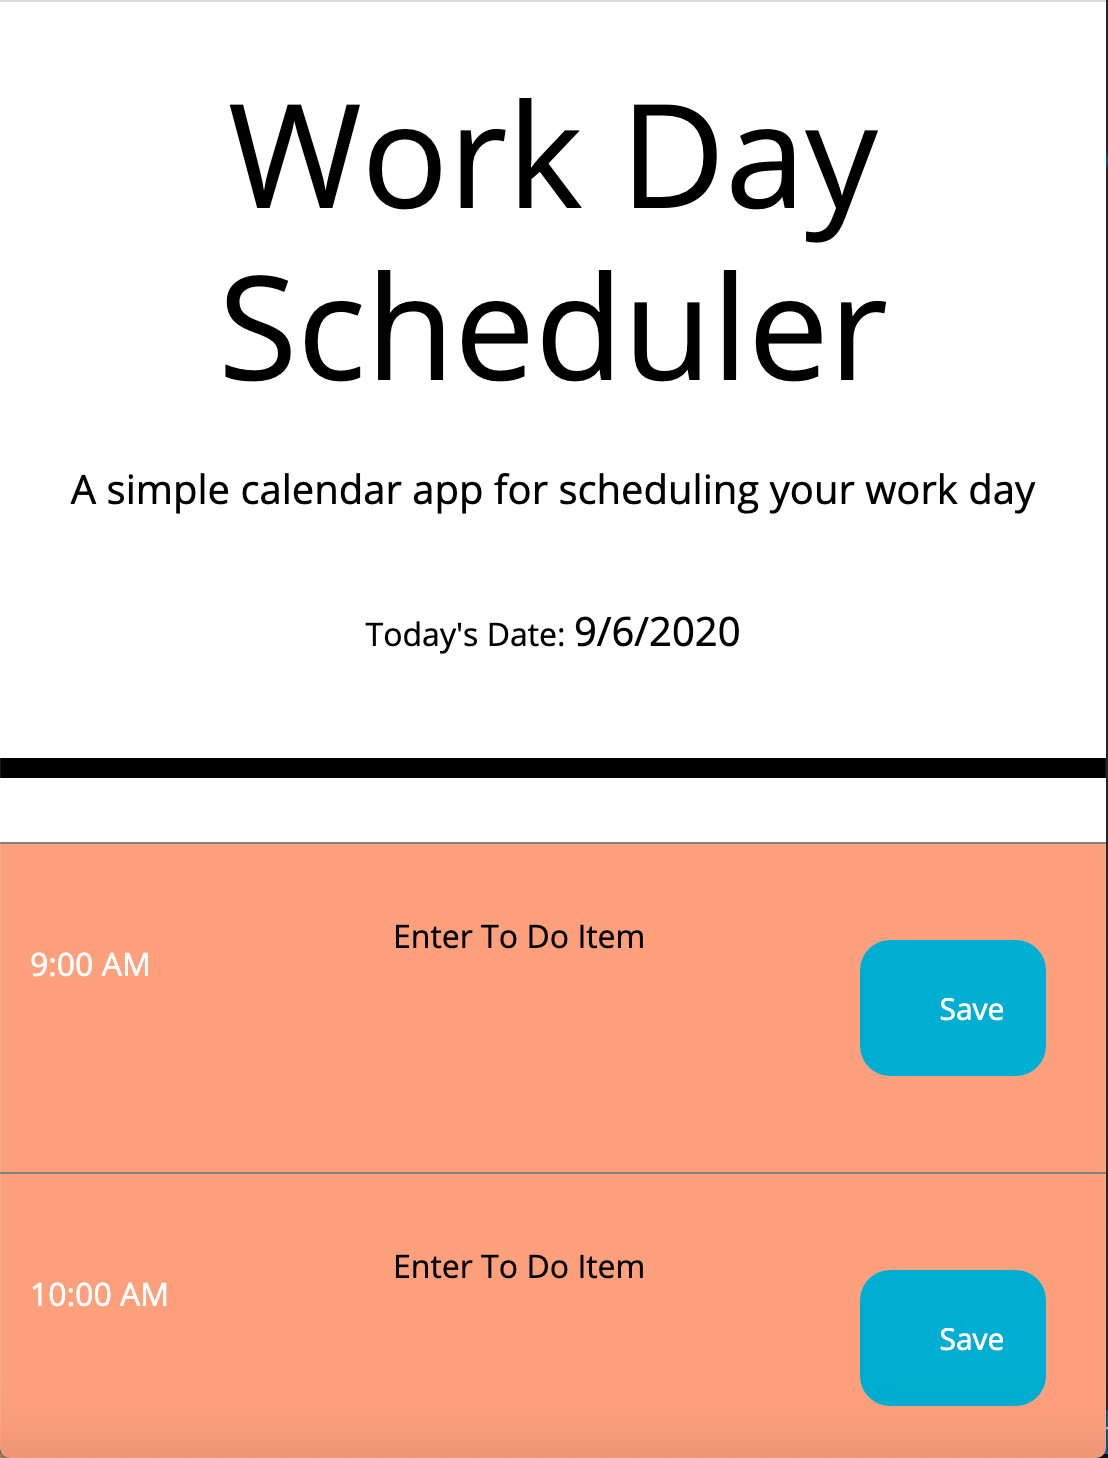 Work Day
Scheduler
A simple calendar app for scheduling your work day
Today's Date: 9/6/2020
Enter To Do Item
9:00 AM
Save
Enter To Do Item
10:00 AM
Save